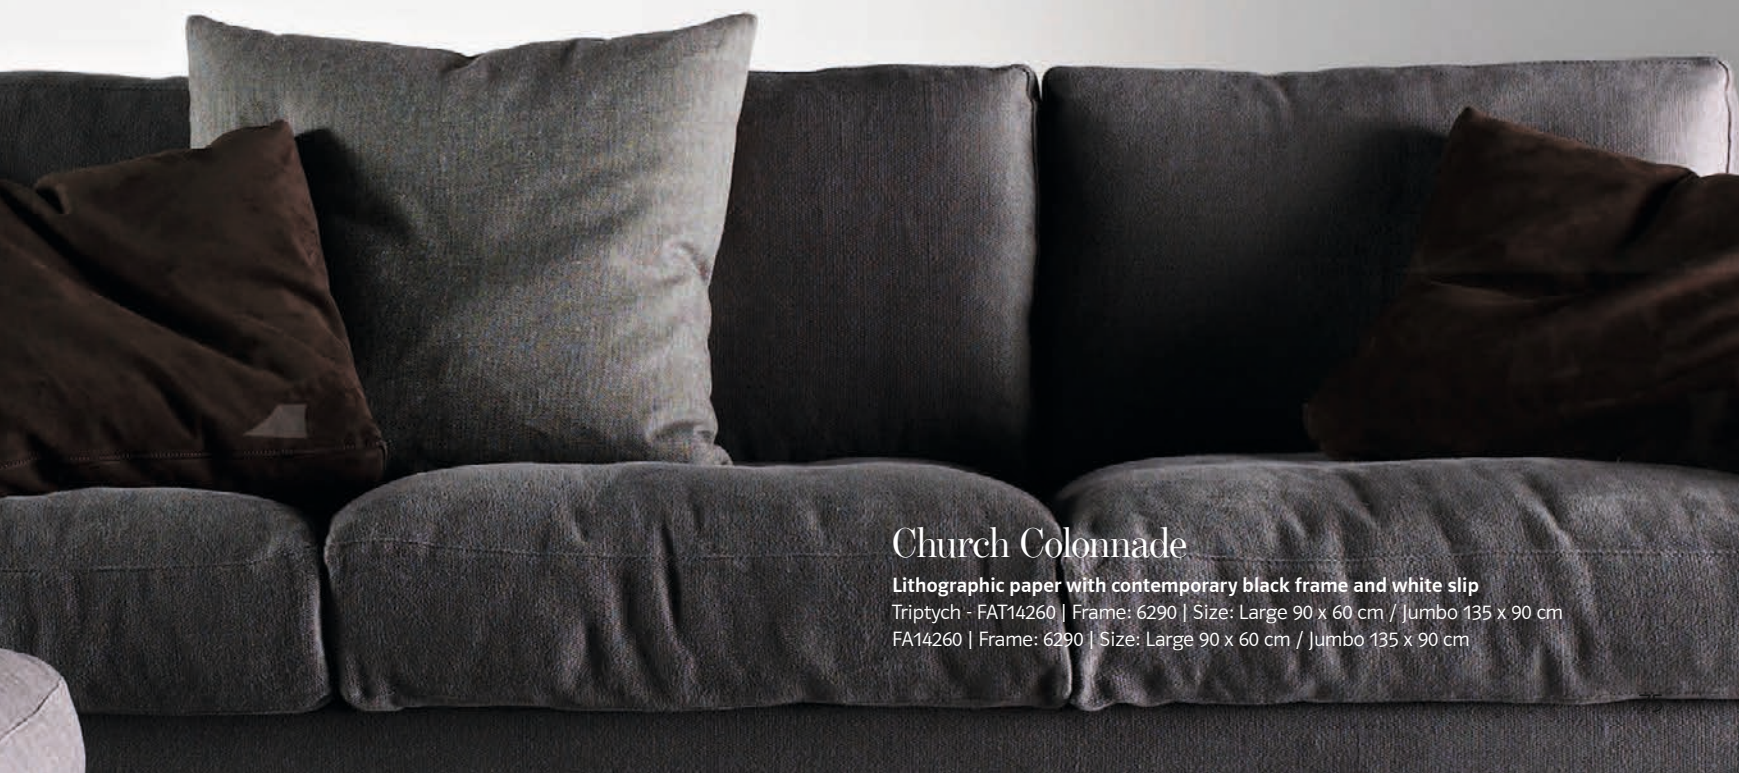 Church Colonnade
Lithographic paper with contemporary black frame and white slip
Triptych - FAT14260 | Frame: 6290 | Size: Large 90 x 60 cm / Jumbo 135 x 90 cm
FA14260 | Frame: 6290 | Size: Large 90 x 60 cm / Jumbo 135 x 90 cm